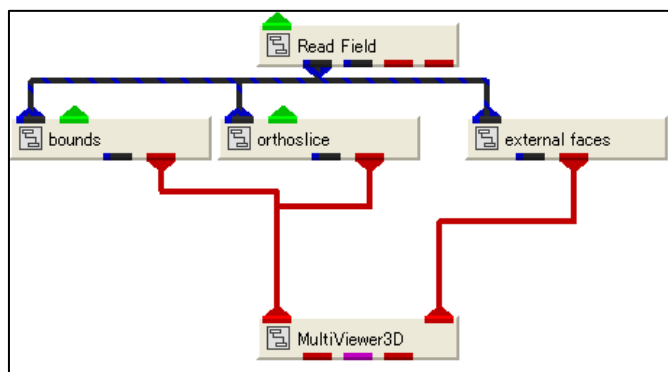 Read Field
bounds
orthoslice
external faces
MultiViewer3D